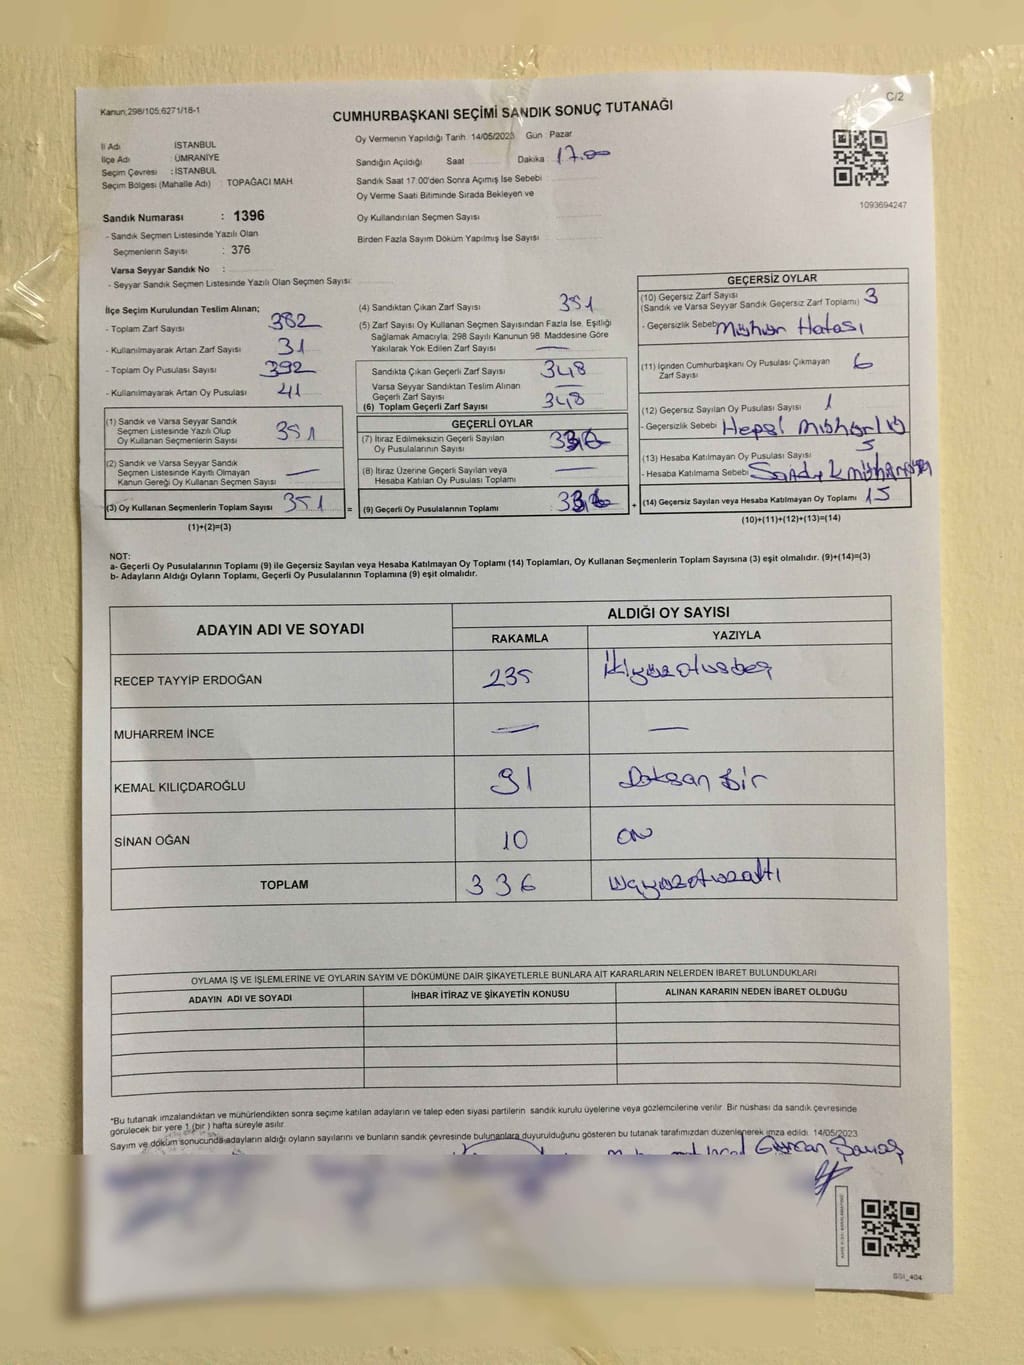 Kanun:298/105,6271/18-1
C/2
CUMHURBAŞKANI SEÇİMİ SANDIK SONUÇ TUTANAĞI
İl Adı İSTANBUL
İlçe Adı ÜMRANİYE
Seçim Çevresi : İSTANBUL
Seçim Bölgesi (Mahalle Adı) : TOPAĞACI MAH.
Oy Vermenin Yapıldığı Tarih 14/05/2023 Gün Pazar
Sandığın Açıldığı Saat Dakika 17.00
Sandık Saat 17:00'den Sonra Açımış İse Sebebi
Oy Verme Saati Bitiminde Sırada Bekleyen ve
Oy Kullandırılan Seçmen Sayısı
Birden Fazla Sayım Döküm Yapılmış İse Sayısı
1093694247
Sandık Numarası : 1396
- Sandık Seçmen Listesinde Yazılı Olan
Seçmenlerin Sayısı : 376
Varsa Seyyar Sandık No :
- Seyyar Sandık Seçmen Listesinde Yazılı Olan Seçmen Sayısı:
İlçe Seçim Kurulundan Teslim Alınan;
- Toplam Zarf Sayısı 382
- Kullanılmayarak Artan Zarf Sayısı 31
- Toplam Oy Pusulası Sayısı 392
- Kullanılmayarak Artan Oy Pusulası 41
(1) Sandık ve Varsa Seyyar Sandık
Seçmen Listesinde Yazılı Olup
Oy Kullanan Seçmenlerin Sayısı 351
(2) Sandık ve Varsa Seyyar Sandık
Seçmen Listesinde Kayıtlı Olmayan
Kanun Gereği Oy Kullanan Seçmen Sayısı —
(3) Oy Kullanan Seçmenlerin Toplam Sayısı 351
(1)+(2)=(3)
=
(4) Sandıktan Çıkan Zarf Sayısı 351
(5) Zarf Sayısı Oy Kullanan Seçmen Sayısından Fazla İse, Eşitliği
Sağlamak Amacıyla, 298 Sayılı Kanunun 98. Maddesine Göre
Yakılarak Yok Edilen Zarf Sayısı —
Sandıkta Çıkan Geçerli Zarf Sayısı 348
Varsa Seyyar Sandıktan Teslim Alınan
Geçerli Zarf Sayısı —
(6) Toplam Geçerli Zarf Sayısı 348
GEÇERLİ OYLAR
(7) İtiraz Edilmeksizin Geçerli Sayılan
Oy Pusulalarının Sayısı 336
(8) İtiraz Üzerine Geçerli Sayılan veya
Hesaba Katılan Oy Pusulası Toplamı —
(9) Geçerli Oy Pusulalarının Toplamı : 336
+
GEÇERSİZ OYLAR
(10) Geçersiz Zarf Sayısı 3
(Sandık ve Varsa Seyyar Sandık Geçersiz Zarf Toplamı)
- Geçersizlik Sebebi Mühür Hatası
(11) İçinden Cumhurbaşkanı Oy Pusulası Çıkmayan
Zarf Sayısı 6
(12) Geçersiz Sayılan Oy Pusulası Sayısı 1
- Geçersizlik Sebebi Hepsi Mühürlü
(13) Hesaba Katılmayan Oy Pusulası Sayısı 5
- Hesaba Katılmama Sebebi Sandık
(14) Geçersiz Sayılan veya Hesaba Katılmayan Oy Toplamı 15
(10)+(11)+(12)+(13)=(14)
NOT:
a- Geçerli Oy Pusulalarının Toplamı (9) ile Geçersiz Sayılan veya Hesaba Katılmayan Oy Toplamı (14) Toplamları, Oy Kullanan Seçmenlerin Toplam Sayısına (3) eşit olmalıdır. (9)+(14)=(3)
b- Adayların Aldığı Oyların Toplamı, Geçerli Oy Pusulalarının Toplamına (9) eşit olmalıdır.
ADAYIN ADI VE SOYADI ALDIĞI OY SAYISI
RAKAMLA YAZIYLA
RECEP TAYYİP ERDOĞAN 235 ikiyüzotuzbeş
MUHARREM İNCE — —
KEMAL KILIÇDAROĞLU 91 Doksan Bir
SİNAN OĞAN 10 on
TOPLAM 336 üçyüzotuzaltı
OYLAMA İŞ VE İŞLEMLERİNE VE OYLARIN SAYIM VE DÖKÜMÜNE DAİR ŞİKAYETLERLE BUNLARA AİT KARARLARIN NELERDEN İBARET BULUNDUKLARI
ADAYIN ADI VE SOYADI İHBAR İTİRAZ VE ŞİKAYETİN KONUSU ALINAN KARARIN NEDEN İBARET OLDUĞU
*Bu tutanak imzalandıktan ve mühürlendikten sonra seçime katılan adayların ve talep eden siyasi partilerin sandık kurulu üyelerine veya gözlemcilerine verilir. Bir nüshası da sandık çevresinde
görülecek bir yere 1 (bir) hafta süreyle asılır.
Sayım ve döküm sonucunda adayların aldığı oyların sayılarını ve bunların sandık çevresinde bulunanlara duyurulduğunu gösteren bu tutanak tarafımızdan düzenlenerek imza edildi. 14/05/2023
Savaş
SSI_404